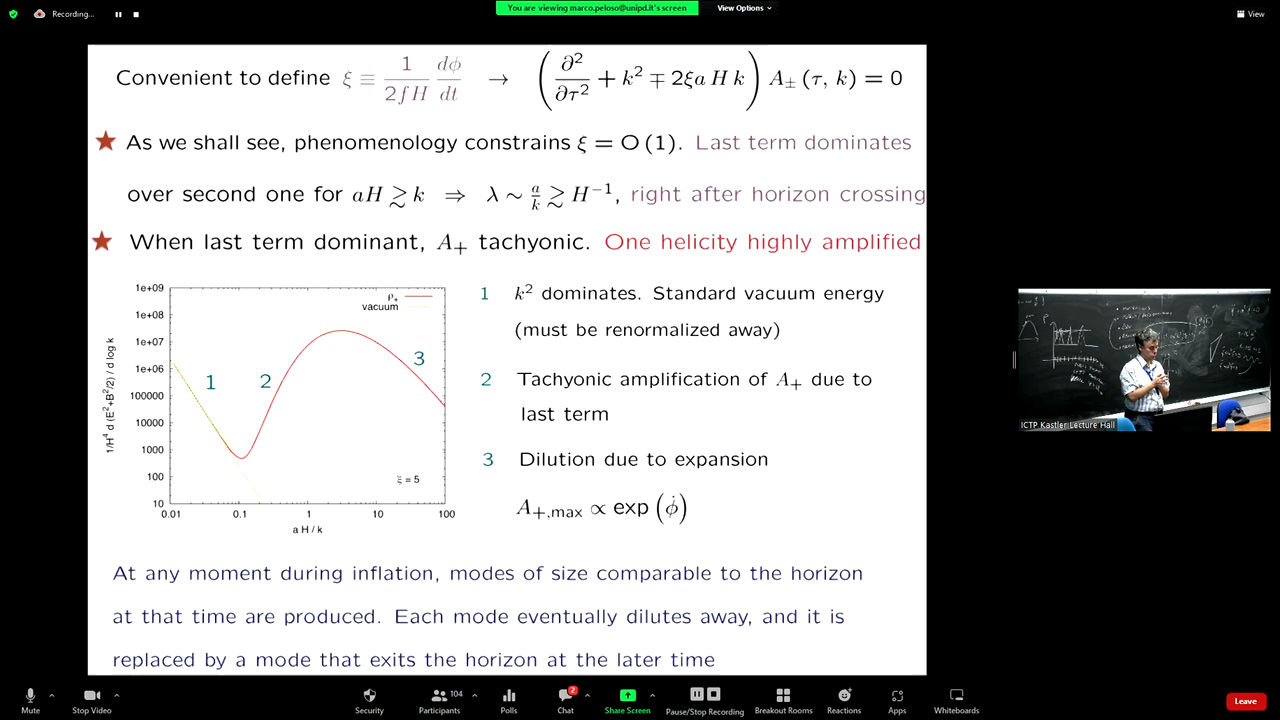 Recording...
You are viewing marco.peloso@unipd.it's screen
View Options
View
Convenient to define ξ ≡ 1/(2fH) dφ/dt → (∂²/∂τ² + k² ∓ 2ξa H k) A± (τ, k) = 0
★ As we shall see, phenomenology constrains ξ = O (1). Last term dominates
over second one for aH ≳ k ⇒ λ ∼ a/k ≳ H⁻¹, right after horizon crossing
★ When last term dominant, A₊ tachyonic. One helicity highly amplified
1/H⁴ d (E²+B²/2) / d log k
1e+09
1e+08
1e+07
1e+06
100000
10000
1000
100
10
ρ₊
vacuum
1
2
3
ξ = 5
0.01 0.1 1 10 100
a H / k
1 k² dominates. Standard vacuum energy
(must be renormalized away)
2 Tachyonic amplification of A₊ due to
last term
3 Dilution due to expansion
A₊,max ∝ exp (φ̇)
At any moment during inflation, modes of size comparable to the horizon
at that time are produced. Each mode eventually dilutes away, and it is
replaced by a mode that exits the horizon at the later time
ICTP Kastler Lecture Hall
Mute
Stop Video
Security
104
Participants
Polls
2
Chat
Share Screen
Pause/Stop Recording
Breakout Rooms
Reactions
Apps
Whiteboards
Leave